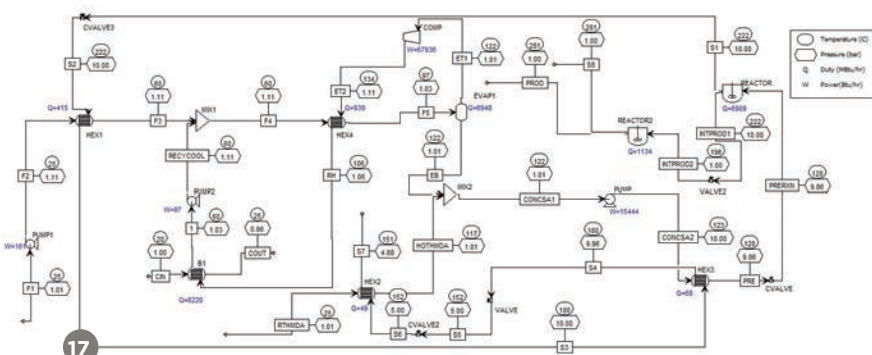 CVALVE3
S2
222
10.00
Q=415
HEX1
F2
25
1.11
W=161
PUMP1
F1
25
1.01
60
1.11
F3
MIX1
RECYCOOL
60
1.11
PUMP2
W=97
1
60
1.03
CIN
20
1.00
B1
Q=6220
COUT
25
0.86
60
1.11
F4
COMP
W=67936
ET2
134
1.11
Q=939
HEX4
97
1.03
F5
RH
106
1.06
ET1
122
1.01
EVAP1
Q=6948
122
1.01
EB
MIX2
HOTHMDA
117
1.01
S7
151
4.88
HEX2
Q=49
RTHMDA
25
1.01
152
5.00
S6
CVALVE2
152
5.00
S5
VALVE
180
9.96
S4
122
1.01
CONCSA1
PUMP
W=15444
CONCSA2
123
10.00
HEX3
Q=68
128
9.86
PRE
CVALVE
PRERXN
128
9.86
180
10.00
S3
PROD
281
1.00
S8
281
1.00
REACTOR2
Q=1134
S1
222
10.00
REACTOR
Q=6909
INTPROD1
222
10.00
INTPROD2
196
1.00
VALVE2
Temperature (C)
Pressure (bar)
Q Duty (MBtu/hr)
W Power(Btu/hr)
17